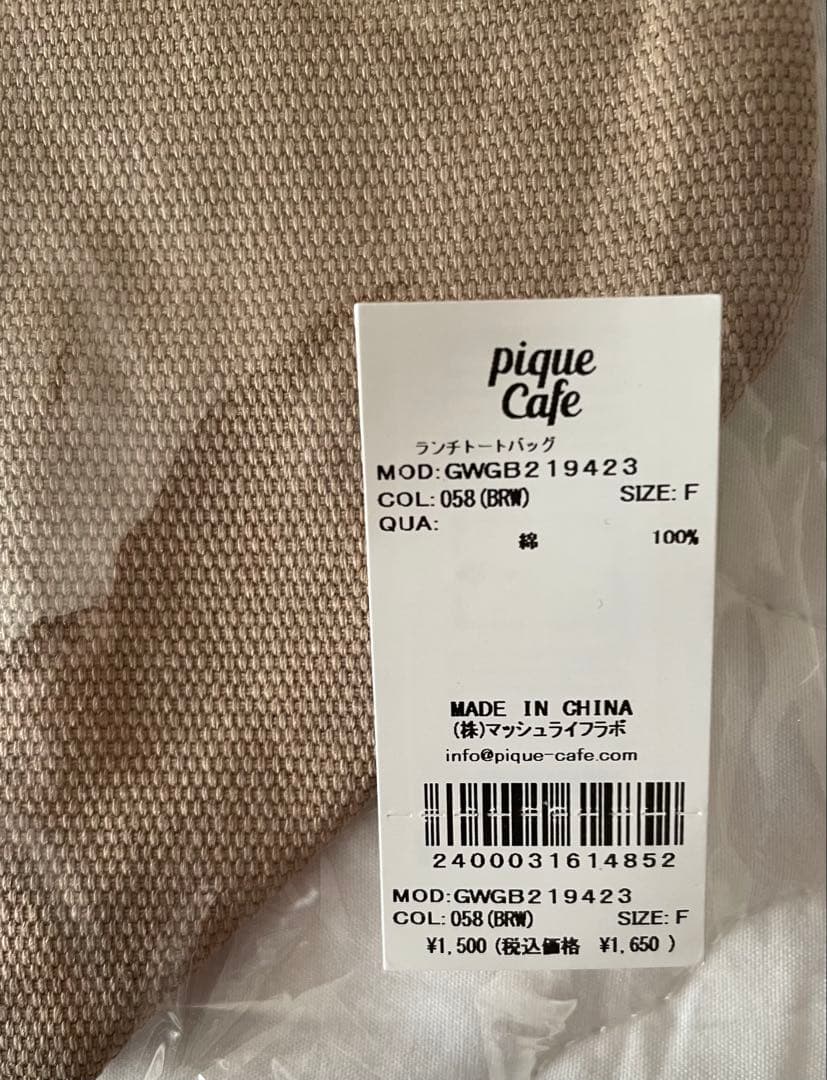 pique
Cafe
ランチトートバッグ
MOD:GWGB219423
COL:058(BRW) SIZE:F
QUA:
綿 100%
MADE IN CHINA
(株)マッシュライフラボ
info@pique-cafe.com
2400031614852
MOD:GWGB219423
COL:058(BRW) SIZE:F
¥1,500 (税込価格 ¥1,650 )